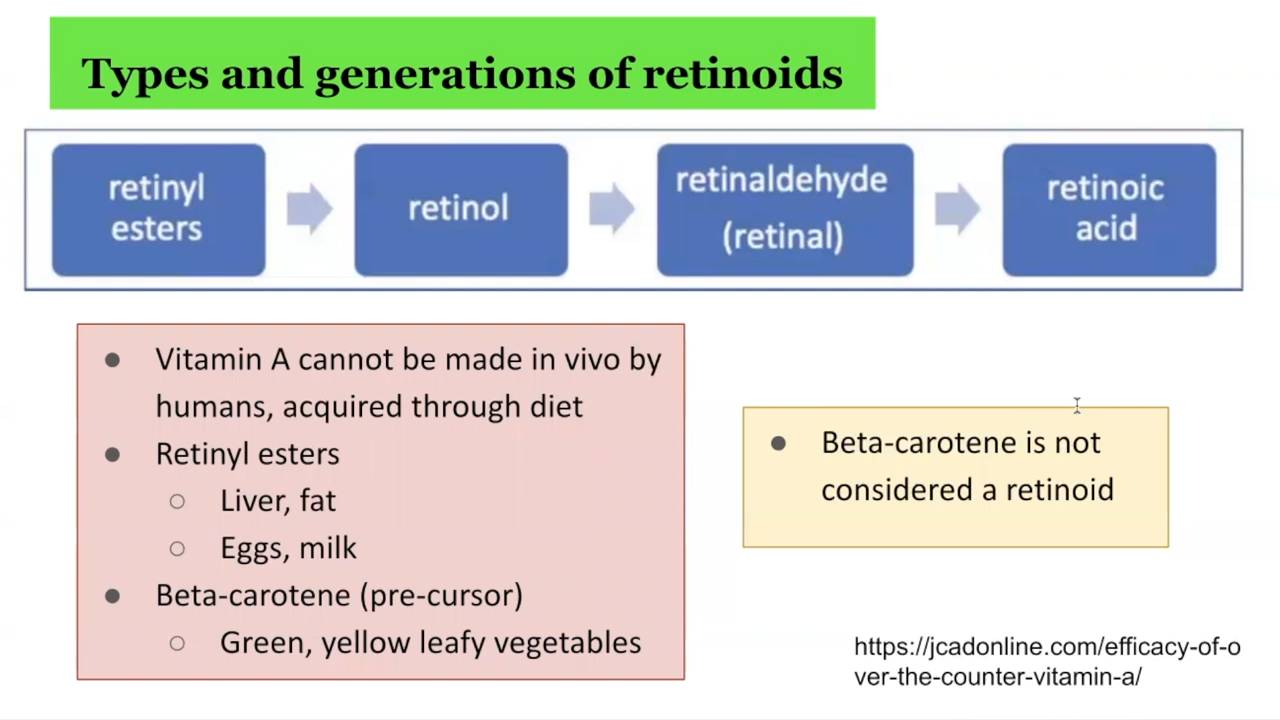 Types and generations of retinoids
retinyl
esters
retinol
retinaldehyde
(retinal)
retinoic
acid
● Vitamin A cannot be made in vivo by
humans, acquired through diet
● Retinyl esters
○ Liver, fat
○ Eggs, milk
● Beta-carotene (pre-cursor)
○ Green, yellow leafy vegetables
● Beta-carotene is not
considered a retinoid
https://jcadonline.com/efficacy-of-o
ver-the-counter-vitamin-a/